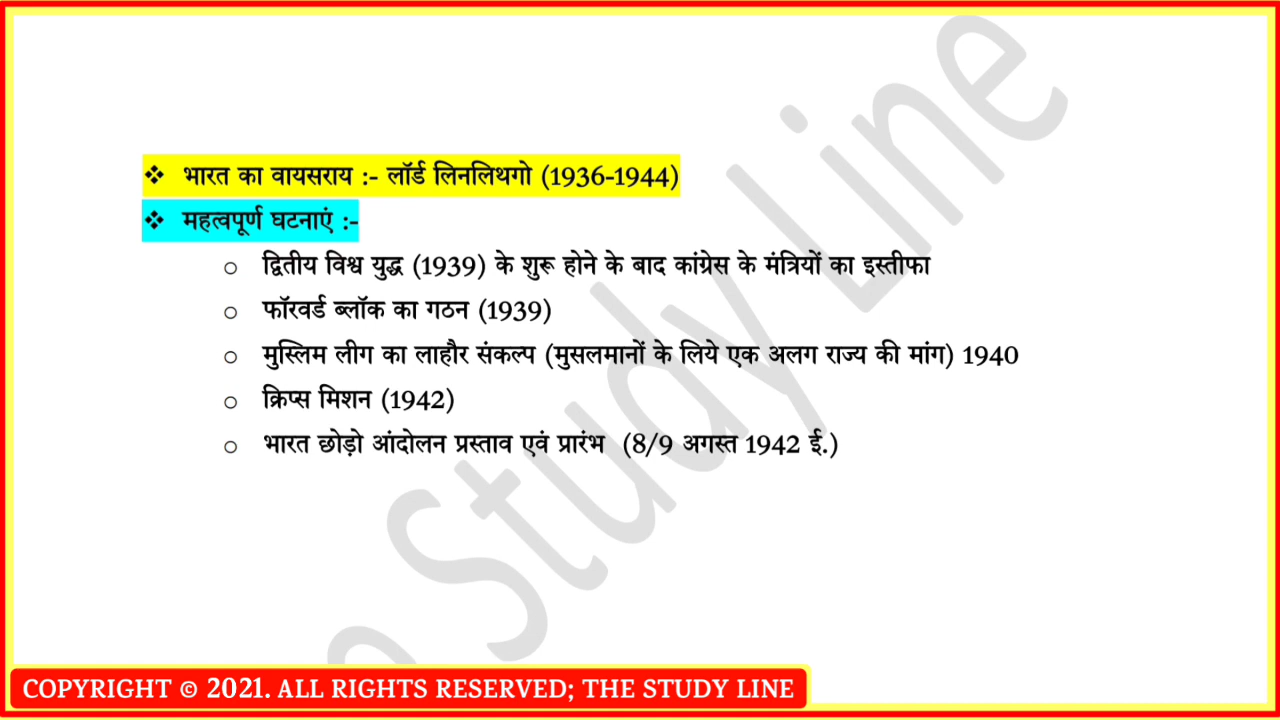 ❖ भारत का वायसराय :- लॉर्ड लिनलिथगो (1936-1944)
❖ महत्वपूर्ण घटनाएं :-
○ द्वितीय विश्व युद्ध (1939) के शुरू होने के बाद कांग्रेस के मंत्रियों का इस्तीफा
○ फॉरवर्ड ब्लॉक का गठन (1939)
○ मुस्लिम लीग का लाहौर संकल्प (मुसलमानों के लिये एक अलग राज्य की मांग) 1940
○ क्रिप्स मिशन (1942)
○ भारत छोड़ो आंदोलन प्रस्ताव एवं प्रारंभ (8/9 अगस्त 1942 ई.)
Study Line
COPYRIGHT © 2021. ALL RIGHTS RESERVED; THE STUDY LINE